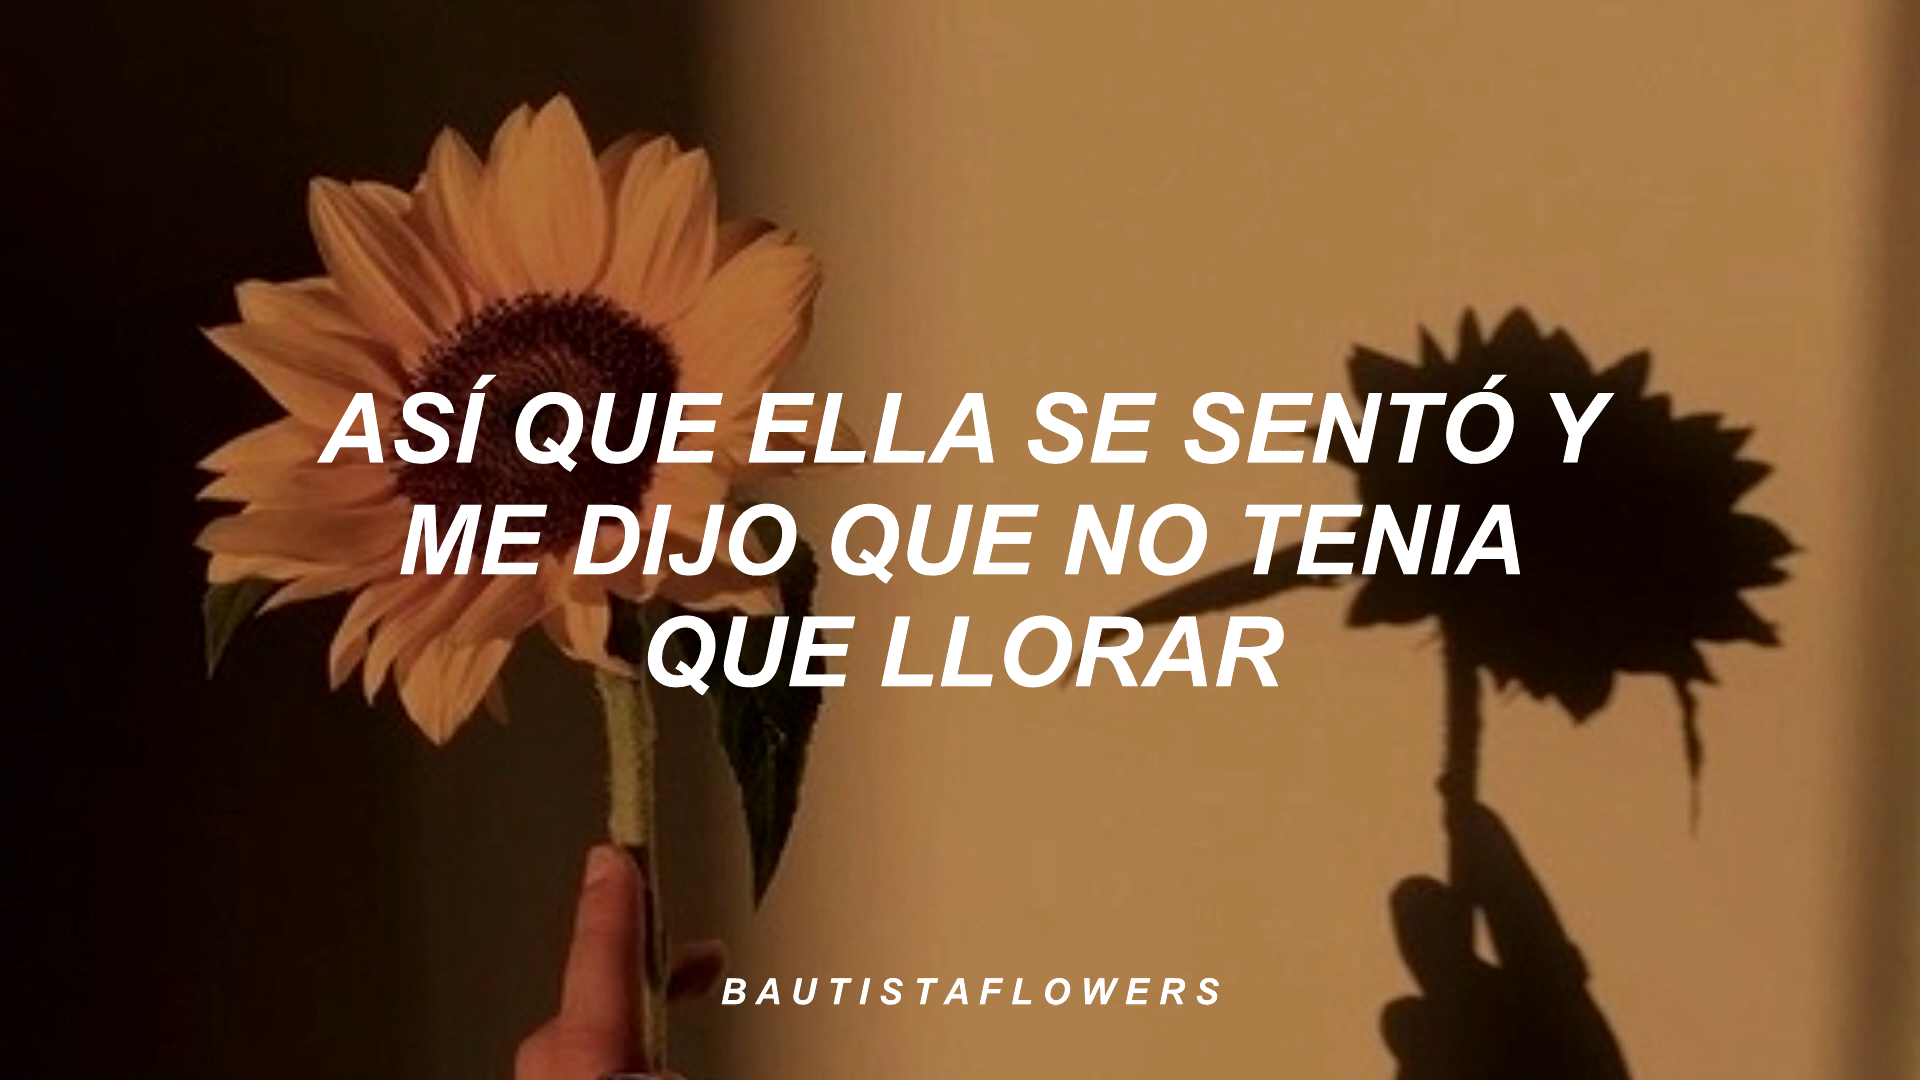 ASÍ QUE ELLA SE SENTÓ Y
ME DIJO QUE NO TENIA
QUE LLORAR
BAUTISTAFLOWERS